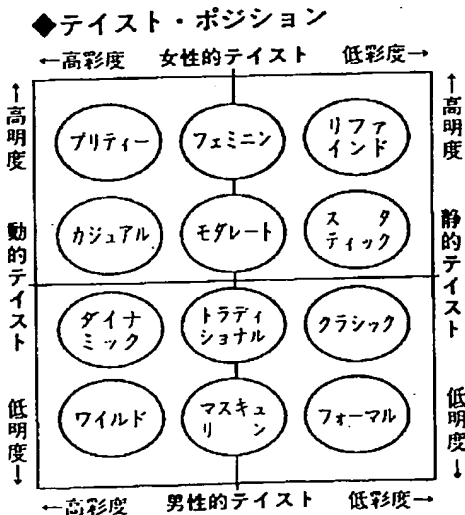 ◆テイスト・ポジション
←高彩度 女性的テイスト 低彩度→
↑高明度
↑高明度
プリティー
フェミニン
リファ
インド
カジュアル
モダレート
スタ
ティック
動的テイスト
静的テイスト
ダイナ
ミック
トラディ
ショナル
クラシック
ワイルド
マスキュ
リン
フォーマル
低明度↓
低明度↓
←高彩度 男性的テイスト 低彩度→